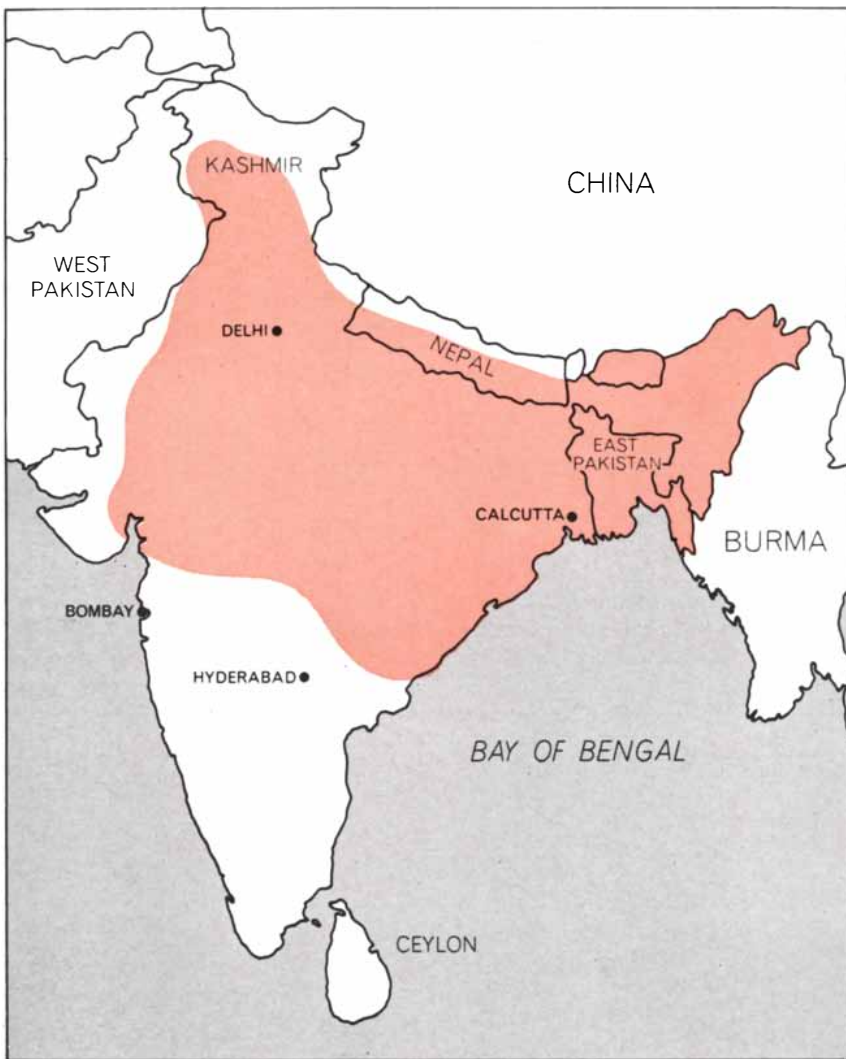 KASHMIR
CHINA
WEST
PAKISTAN
DELHI
NEPAL
EAST
PAKISTAN
CALCUTTA
BURMA
BOMBAY
HYDERABAD
BAY OF BENGAL
CEYLON